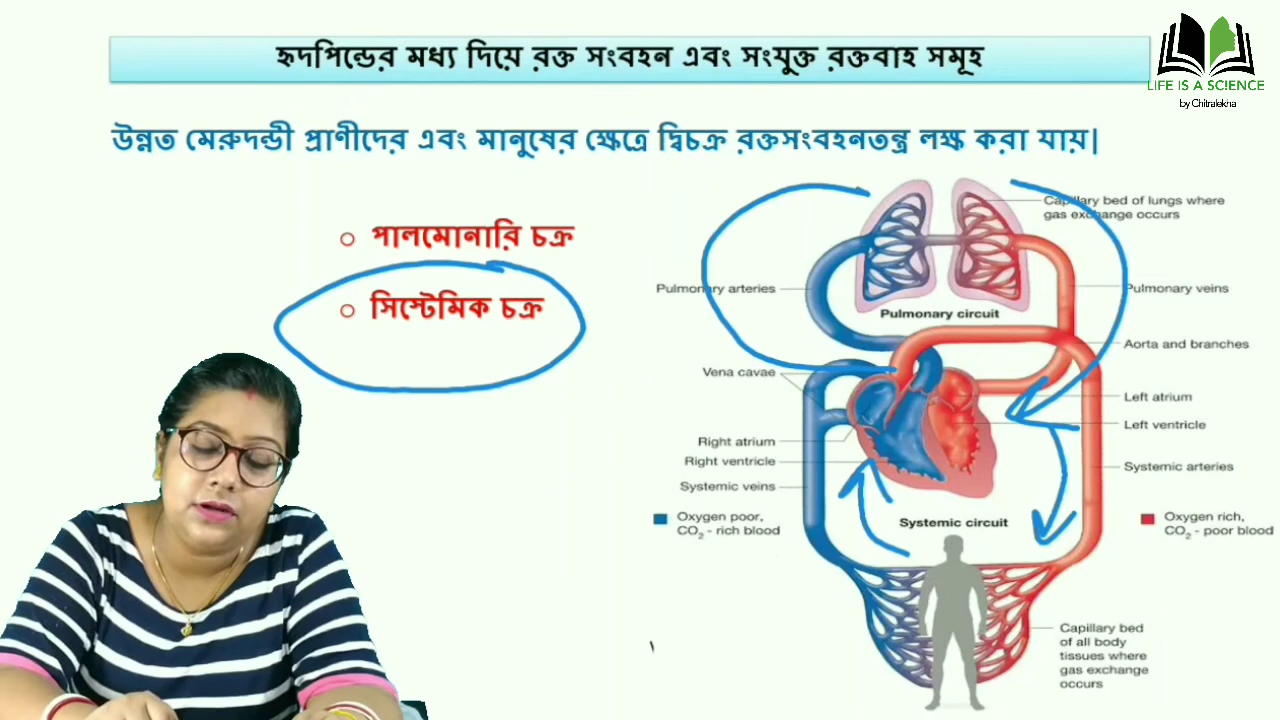 হৃদপিন্ডের মধ্য দিয়ে রক্ত সংবহন এবং সংযুক্ত রক্তবাহ সমূহ
LIFE IS A SCIENCE
by Chitralekha
উন্নত মেরুদন্ডী প্রাণীদের এবং মানুষের ক্ষেত্রে দ্বিচক্র রক্তসংবহনতন্ত্র লক্ষ করা যায়|
পালমোনারি চক্র
সিস্টেমিক চক্র
Capillary bed of lungs where
gas exchange occurs
Pulmonary arteries
Pulmonary veins
Pulmonary circuit
Aorta and branches
Vena cavae
Left atrium
Left ventricle
Right atrium
Right ventricle
Systemic arteries
Systemic veins
Oxygen poor,
CO₂ - rich blood
Systemic circuit
Oxygen rich,
CO₂ - poor blood
Capillary bed
of all body
tissues where
gas exchange
occurs